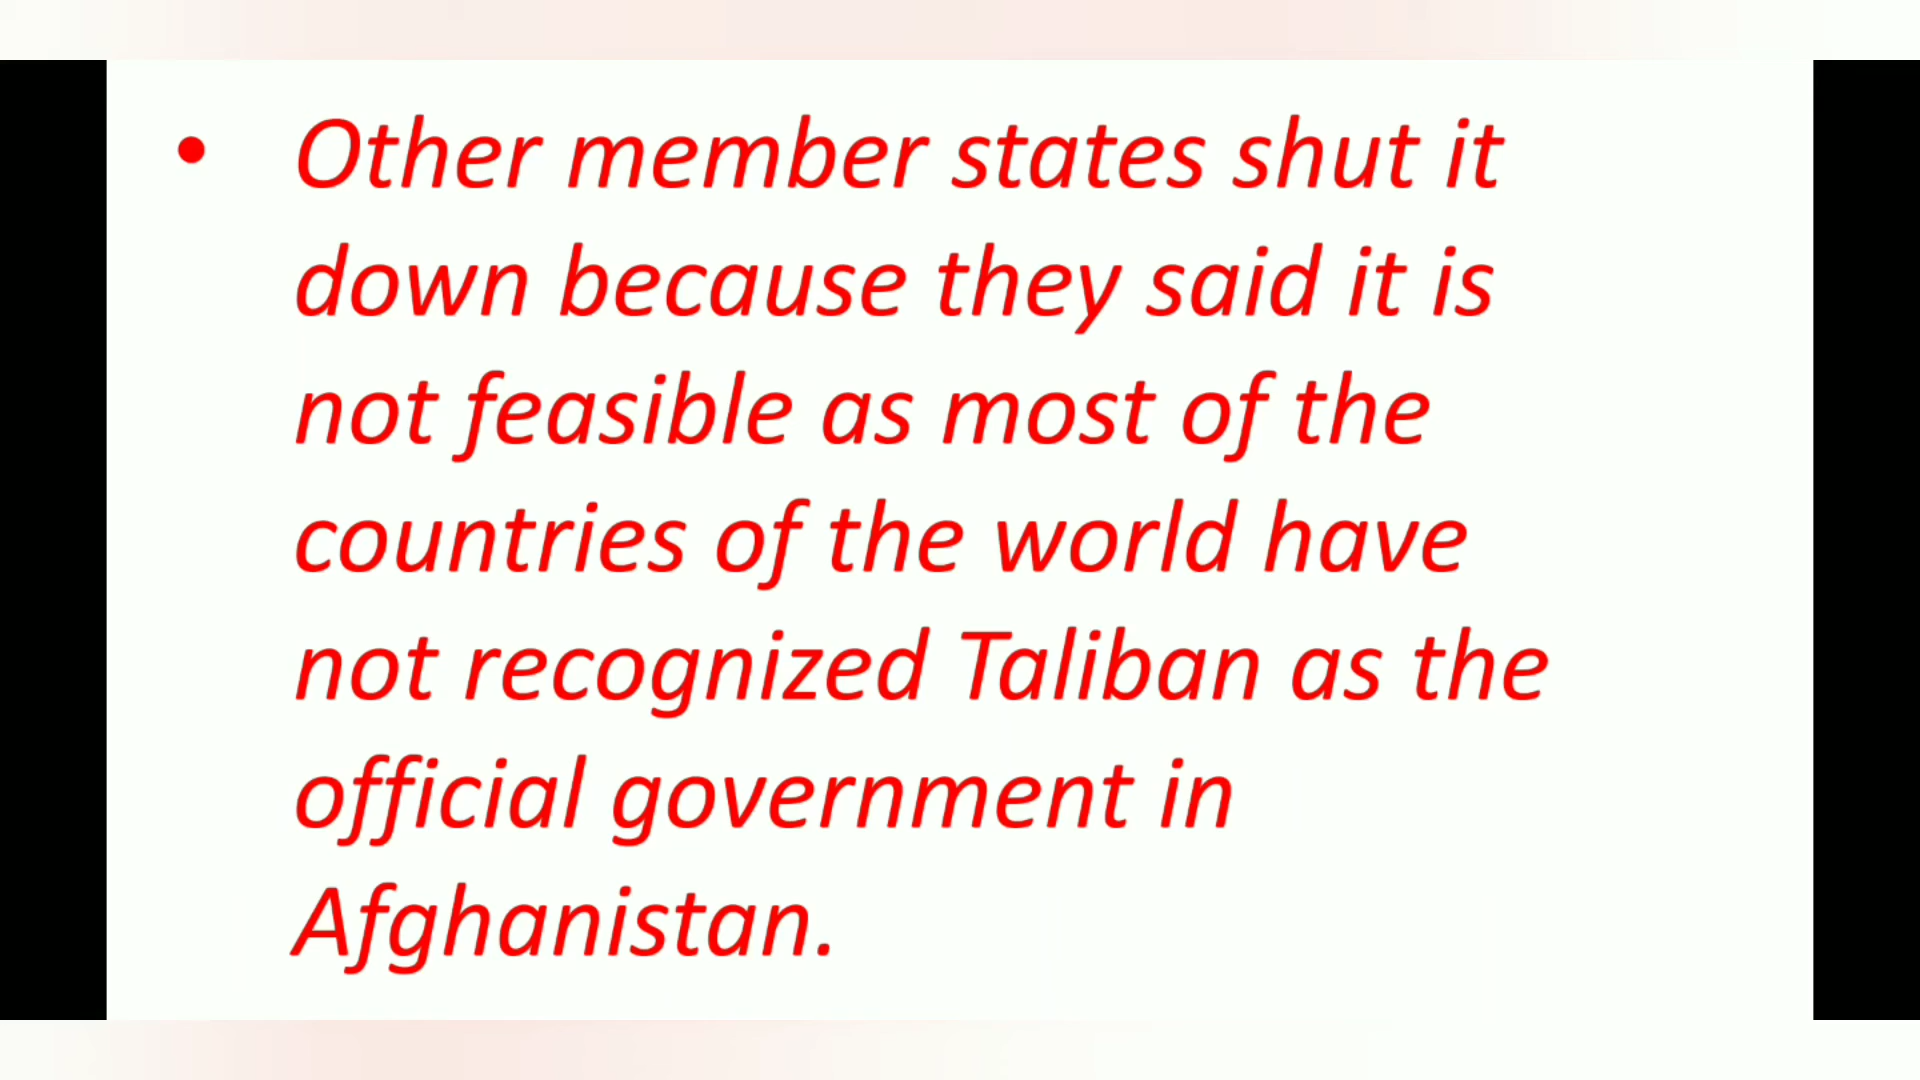 • Other member states shut it
down because they said it is
not feasible as most of the
countries of the world have
not recognized Taliban as the
official government in
Afghanistan.